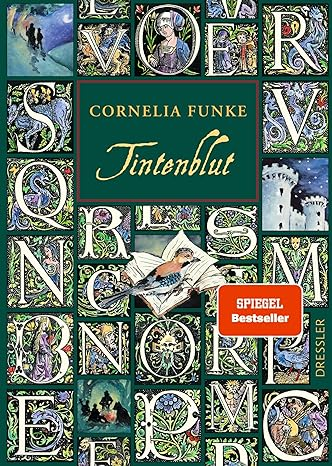 V O E R
CORNELIA FUNKE
Tintenblut
S V
Q R
R E S
N C M
SPIEGEL
Bestseller
B N O R L
DRESSLER
E E P M C